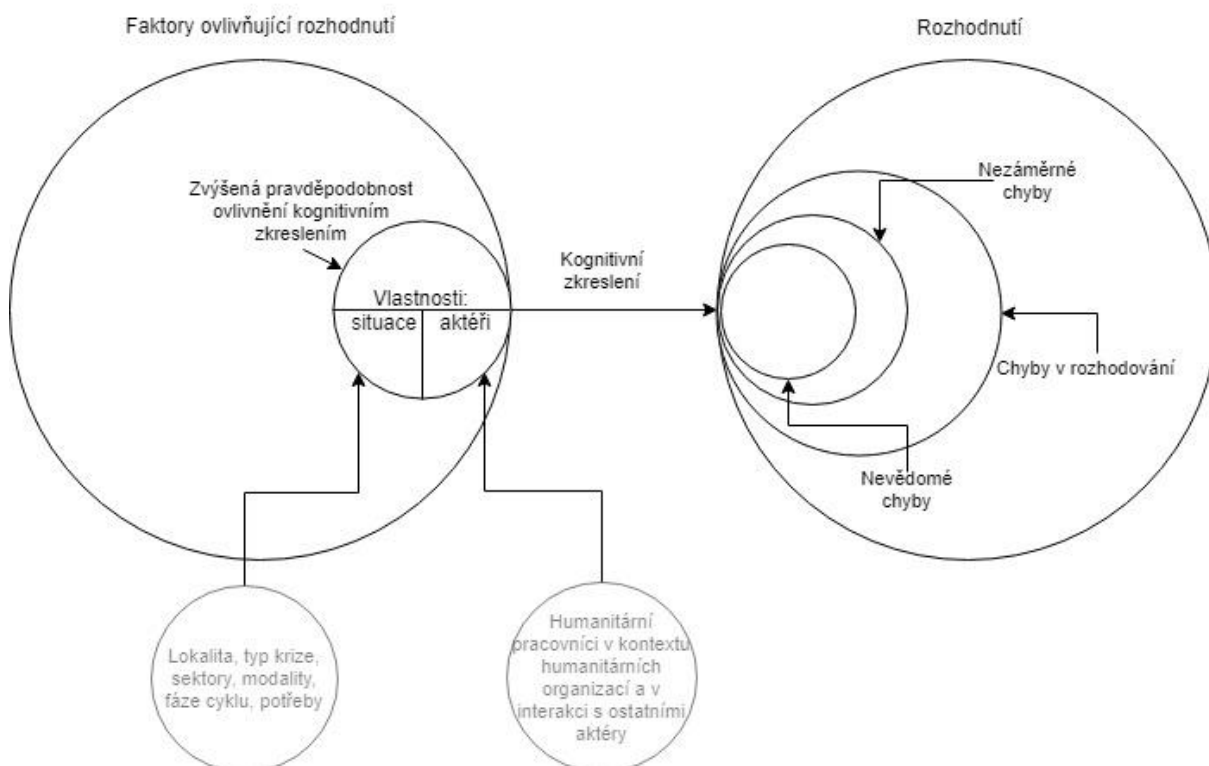 Faktory ovlivňující rozhodnutí
Rozhodnutí
Zvýšená pravděpodobnost
ovlivnění kognitivním
zkreslením
Vlastnosti:
situace
aktéři
Kognitivní
zkreslení
Nezáměrné
chyby
Chyby v rozhodování
Nevědomé
chyby
Lokalita, typ krize,
sektory, modality,
fáze cyklu, potřeby
Humanitární
pracovníci v kontextu
humanitárních
organizací a v
interakci s ostatními
aktéry